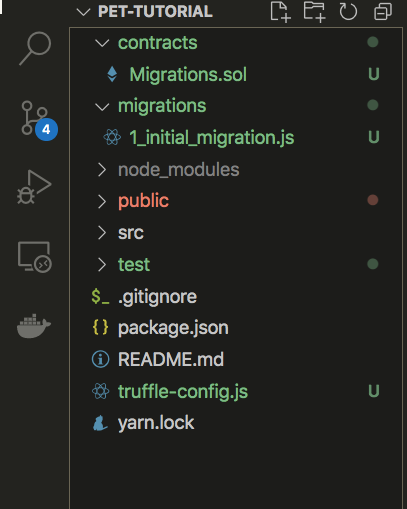 PET-TUTORIAL
contracts
Migrations.sol U
migrations
1_initial_migration.js U
4
node_modules
public
src
test
$_ .gitignore
{ } package.json
README.md
truffle-config.js U
yarn.lock